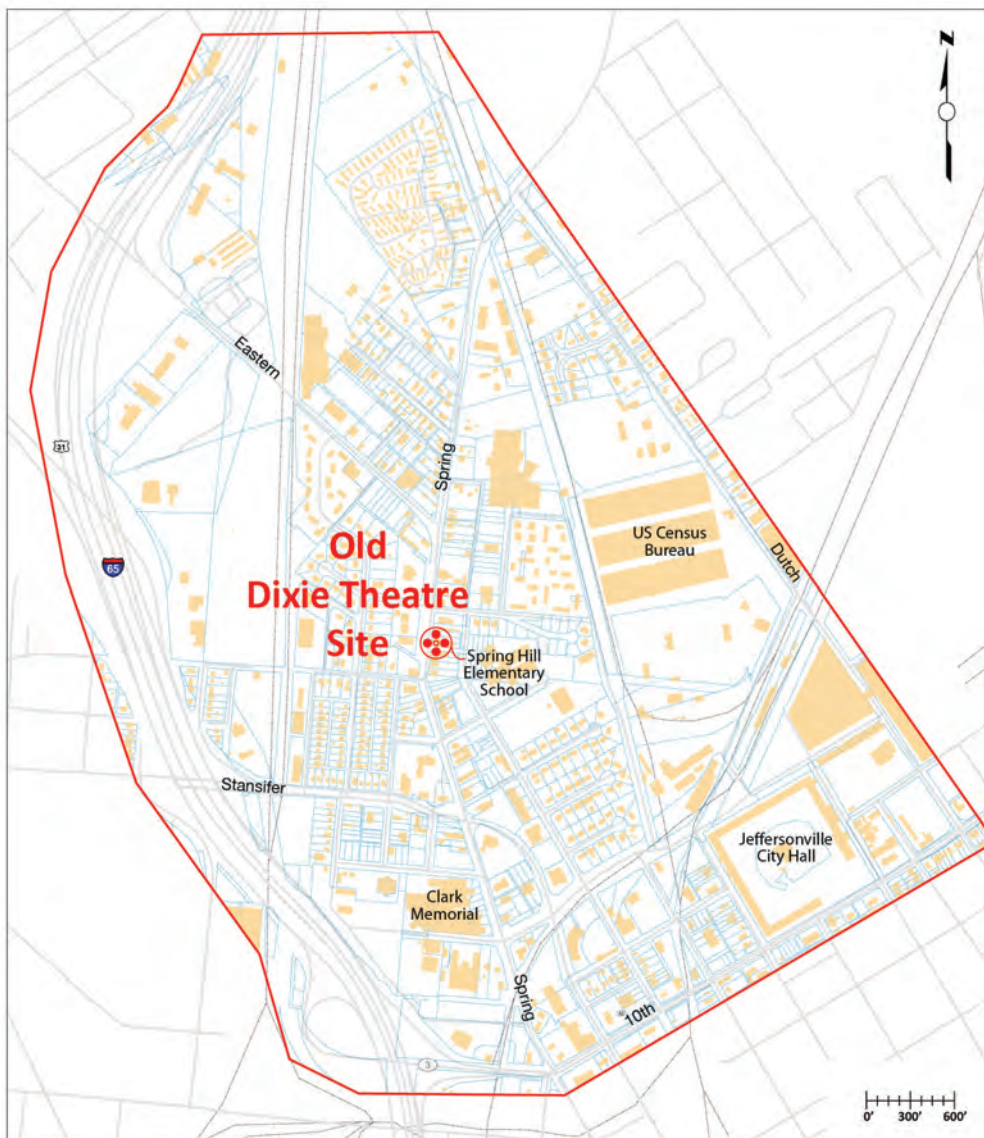 N
Eastern
Spring
31
65
Old
Dixie Theatre
Site
US Census
Bureau
Dutch
Spring Hill
Elementary
School
Stansifer
Jeffersonville
City Hall
Clark
Memorial
Spring
10th
3
0' 300' 600'